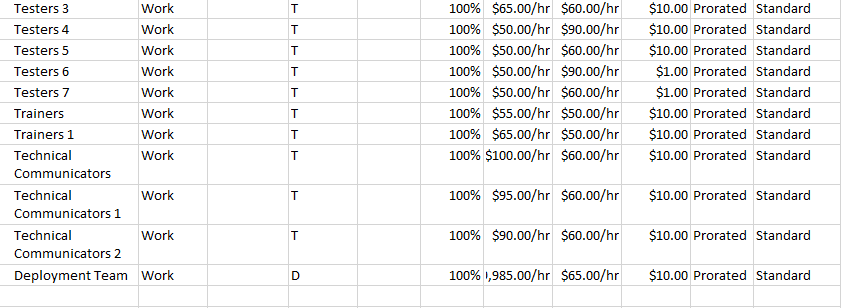 Testers 3 Work T 100% $65.00/hr $60.00/hr $10.00 Prorated Standard
Testers 4 Work T 100% $50.00/hr $90.00/hr $10.00 Prorated Standard
Testers 5 Work T 100% $50.00/hr $60.00/hr $10.00 Prorated Standard
Testers 6 Work T 100% $50.00/hr $90.00/hr $1.00 Prorated Standard
Testers 7 Work T 100% $50.00/hr $60.00/hr $1.00 Prorated Standard
Trainers Work T 100% $55.00/hr $50.00/hr $10.00 Prorated Standard
Trainers 1 Work T 100% $65.00/hr $50.00/hr $10.00 Prorated Standard
Technical Work T 100% $100.00/hr $60.00/hr $10.00 Prorated Standard
Communicators
Technical Work T 100% $95.00/hr $60.00/hr $10.00 Prorated Standard
Communicators 1
Technical Work T 100% $90.00/hr $60.00/hr $10.00 Prorated Standard
Communicators 2
Deployment Team Work D 100% ,985.00/hr $65.00/hr $10.00 Prorated Standard